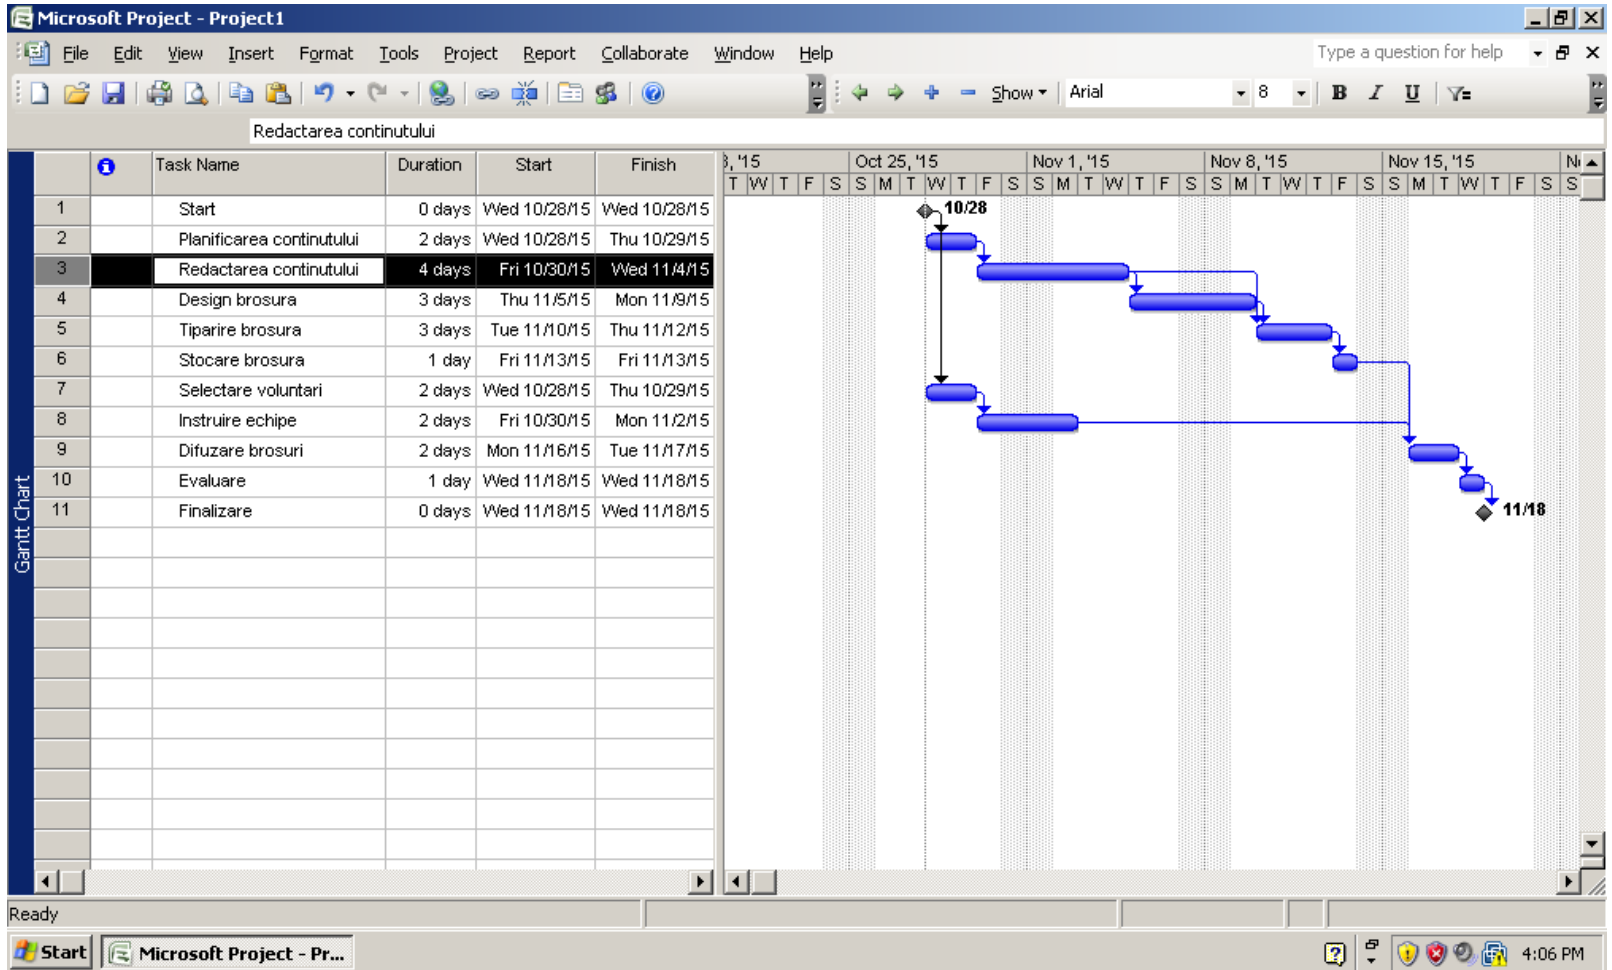 Microsoft Project - Project1
File Edit View Insert Format Tools Project Report Collaborate Window Help Type a question for help
Show Arial 8 B I U
Redactarea continutului
Task Name Duration Start Finish
1 Start 0 days Wed 10/28/15 Wed 10/28/15
2 Planificarea continutului 2 days Wed 10/28/15 Thu 10/29/15
3 Redactarea continutului 4 days Fri 10/30/15 Wed 11/4/15
4 Design brosura 3 days Thu 11/5/15 Mon 11/9/15
5 Tiparire brosura 3 days Tue 11/10/15 Thu 11/12/15
6 Stocare brosura 1 day Fri 11/13/15 Fri 11/13/15
7 Selectare voluntari 2 days Wed 10/28/15 Thu 10/29/15
8 Instruire echipe 2 days Fri 10/30/15 Mon 11/2/15
9 Difuzare brosuri 2 days Mon 11/16/15 Tue 11/17/15
10 Evaluare 1 day Wed 11/18/15 Wed 11/18/15
11 Finalizare 0 days Wed 11/18/15 Wed 11/18/15
Gantt Chart
, '15 Oct 25, '15 Nov 1, '15 Nov 8, '15 Nov 15, '15
T W T F S S M T W T F S S M T W T F S S M T W T F S S M T W T F S S
10/28
11/18
Ready
Start Microsoft Project - Pr... 4:06 PM